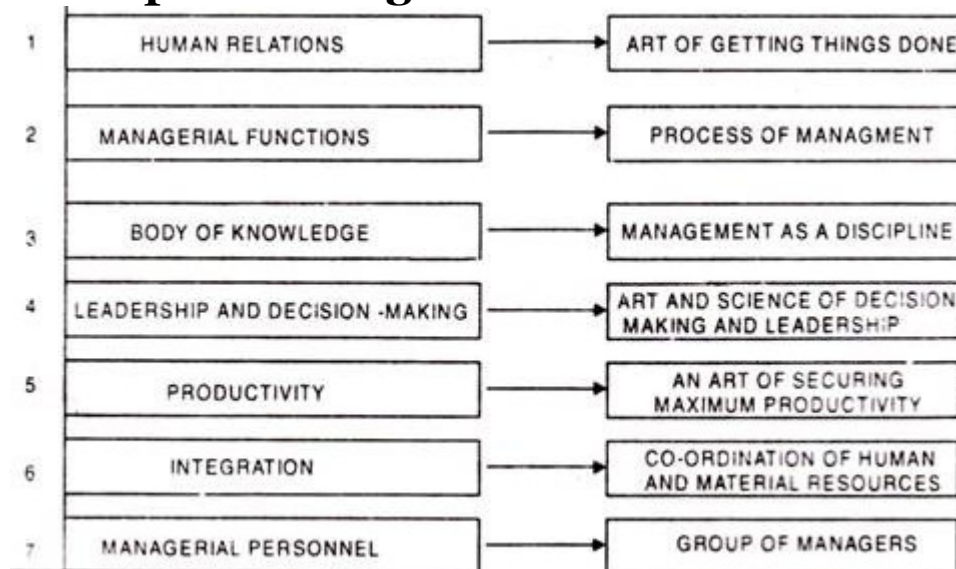 1 HUMAN RELATIONS ART OF GETTING THINGS DONE
2 MANAGERIAL FUNCTIONS PROCESS OF MANAGMENT
3 BODY OF KNOWLEDGE MANAGEMENT AS A DISCIPLINE
4 LEADERSHIP AND DECISION -MAKING ART AND SCIENCE OF DECISION
MAKING AND LEADERSHIP
5 PRODUCTIVITY AN ART OF SECURING
MAXIMUM PRODUCTIVITY
6 INTEGRATION CO-ORDINATION OF HUMAN
AND MATERIAL RESOURCES
7 MANAGERIAL PERSONNEL GROUP OF MANAGERS